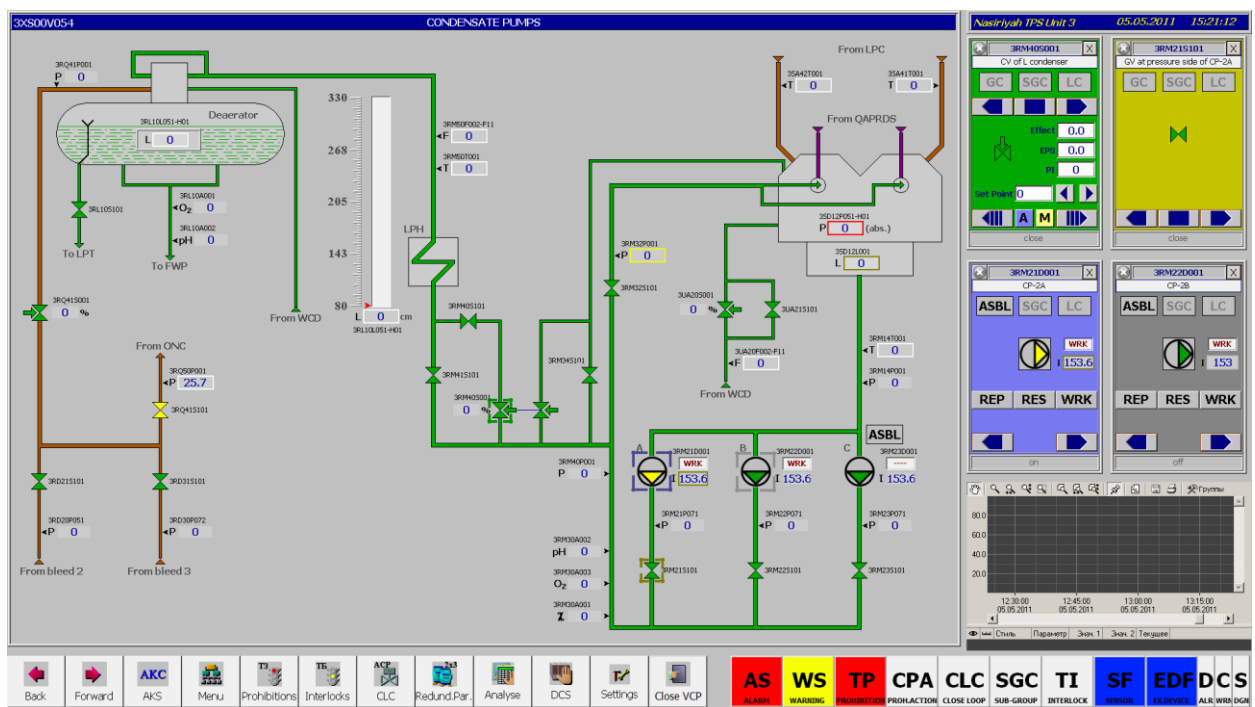 3XS00V054 CONDENSATE PUMPS
Nasiriyah TPS Unit 3 05.05.2011 15:21:12
3RQ41P001
P 0
Deaerator
3RL10L051-H01
L 0
3RL10S101
To LPT
3RL10A001
O₂ 0
3RL10A002
pH 0
To FWP
From WCD
3RQ41S001
0 %
From ONC
3RQ50P001
P 25.7
3RQ41S101
3RD21S101
3RD31S101
3RD20P051
P 0
3RD30P072
P 0
From bleed 2
From bleed 3
330
268
205
143
80
L 0 cm
3RL10L051-H01
3RM50F002-F11
F 0
3RM50T001
T 0
LPH
3RM40S101
3RM41S101
3RM40S001
0 %
3RM34S101
3RM32P001
P 0
3RM32S101
From LPC
3SA42T001
T 0
3SA41T001
T 0
From QAPRDS
3SD12P051-H01
P 0 (abs.)
3SD12L001
L 0
3UA20S001
0 %
3UA21S101
3UA20F002-F11
F 0
From WCD
3RM14T001
T 0
3RM14P001
P 0
ASBL
3RM40P001
P 0
A
3RM21D001
WRK
I 153.6
B
3RM22D001
WRK
I 153.6
C
3RM23D001
----
I 153.6
3RM21P071
P 0
3RM22P071
P 0
3RM23P071
P 0
3RM30A002
pH 0
3RM30A003
O₂ 0
3RM30A001
χ 0
3RM21S101
3RM22S101
3RM23S101
3RM40S001 X
CV of L condenser
GC SGC LC
Effect 0.0
EPS 0.0
PI 0
Set Point 0
A M
close
3RM21S101 X
GV at pressure side of CP-2A
GC SGC LC
close
3RM21D001 X
CP-2A
ASBL SGC LC
WRK
I 153.6
REP RES WRK
on
3RM22D001 X
CP-2B
ASBL SGC LC
WRK
I 153
REP RES WRK
off
Группы
80.0
60.0
40.0
20.0
12:30:00 12:45:00 13:00:00 13:15:00
05.05.2011 05.05.2011 05.05.2011 05.05.2011
Стиль Параметр Знач. 1 Знач. 2 Текущее
АКС ТЗ ТБ АСР 2x3
Back Forward AKS Menu Prohibitions Interlocks CLC Redund.Par. Analyse DCS Settings Close VCP
AS WS TP CPA CLC SGC TI SF EDF D C S
ALARM WARNING PROHIBITION PROH.ACTION CLOSE LOOP SUB-GROUP INTERLOCK SENSOR EX.DEVICE ALR WRN DGN